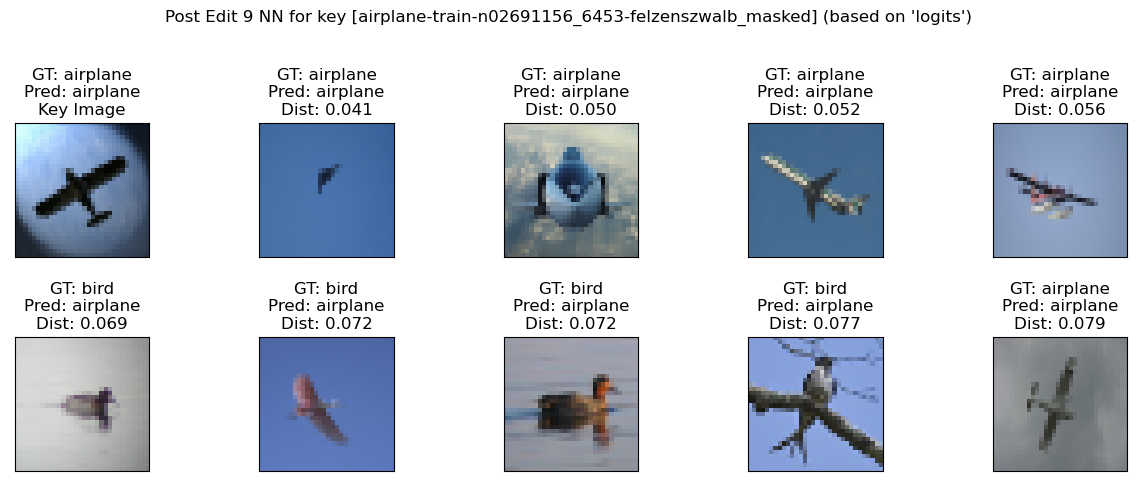 Post Edit 9 NN for key [airplane-train-n02691156_6453-felzenszwalb_masked] (based on 'logits')
GT: airplane
Pred: airplane
Key Image
GT: airplane
Pred: airplane
Dist: 0.041
GT: airplane
Pred: airplane
Dist: 0.050
GT: airplane
Pred: airplane
Dist: 0.052
GT: airplane
Pred: airplane
Dist: 0.056
GT: bird
Pred: airplane
Dist: 0.069
GT: bird
Pred: airplane
Dist: 0.072
GT: bird
Pred: airplane
Dist: 0.072
GT: bird
Pred: airplane
Dist: 0.077
GT: airplane
Pred: airplane
Dist: 0.079